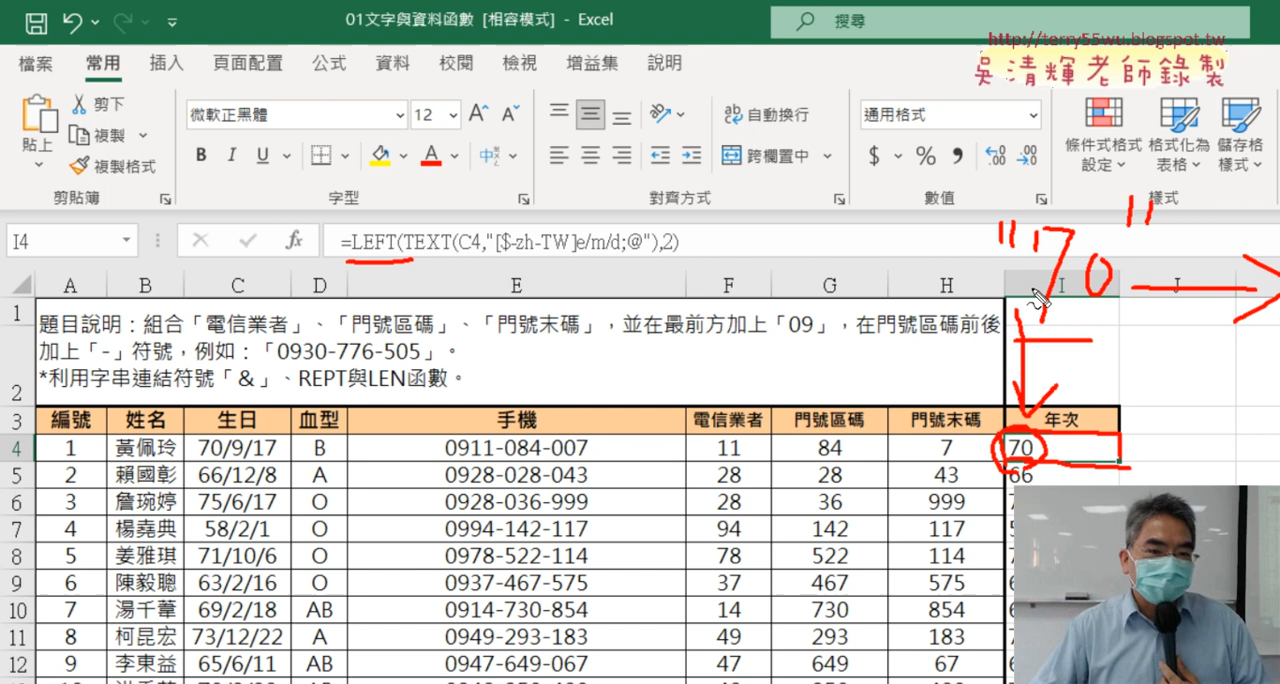 01文字與資料函數 [相容模式] - Excel
搜尋
http://terry55wu.blogspot.tw
吳清輝老師錄製
檔案 常用 插入 頁面配置 公式 資料 校閱 檢視 增益集 說明
貼上
剪下
複製
複製格式
剪貼簿
微軟正黑體 12
B I U A
字型
自動換行
跨欄置中
對齊方式
通用格式
$ % 9 .00
數值
條件式格式設定
格式化為表格
儲存格樣式
樣式
I4 fx =LEFT(TEXT(C4,"[$-zh-TW]e/m/d;@"),2)
"70"
A B C D E F G H I J
1 題目說明：組合「電信業者」、「門號區碼」、「門號末碼」，並在最前方加上「09」，在門號區碼前後
加上「-」符號，例如：「0930-776-505」。
2 *利用字串連結符號「&」、REPT與LEN函數。
3 編號 姓名 生日 血型 手機 電信業者 門號區碼 門號末碼 年次
4 1 黃佩玲 70/9/17 B 0911-084-007 11 84 7 70
5 2 賴國彰 66/12/8 A 0928-028-043 28 28 43 66
6 3 詹琬婷 75/6/17 O 0928-036-999 28 36 999
7 4 楊堯典 58/2/1 O 0994-142-117 94 142 117
8 5 姜雅琪 71/10/6 O 0978-522-114 78 522 114
9 6 陳毅聰 63/2/16 O 0937-467-575 37 467 575
10 7 湯千葦 69/2/18 AB 0914-730-854 14 730 854
11 8 柯昆宏 73/12/22 A 0949-293-183 49 293 183
12 9 李東益 65/6/11 AB 0947-649-067 47 649 67